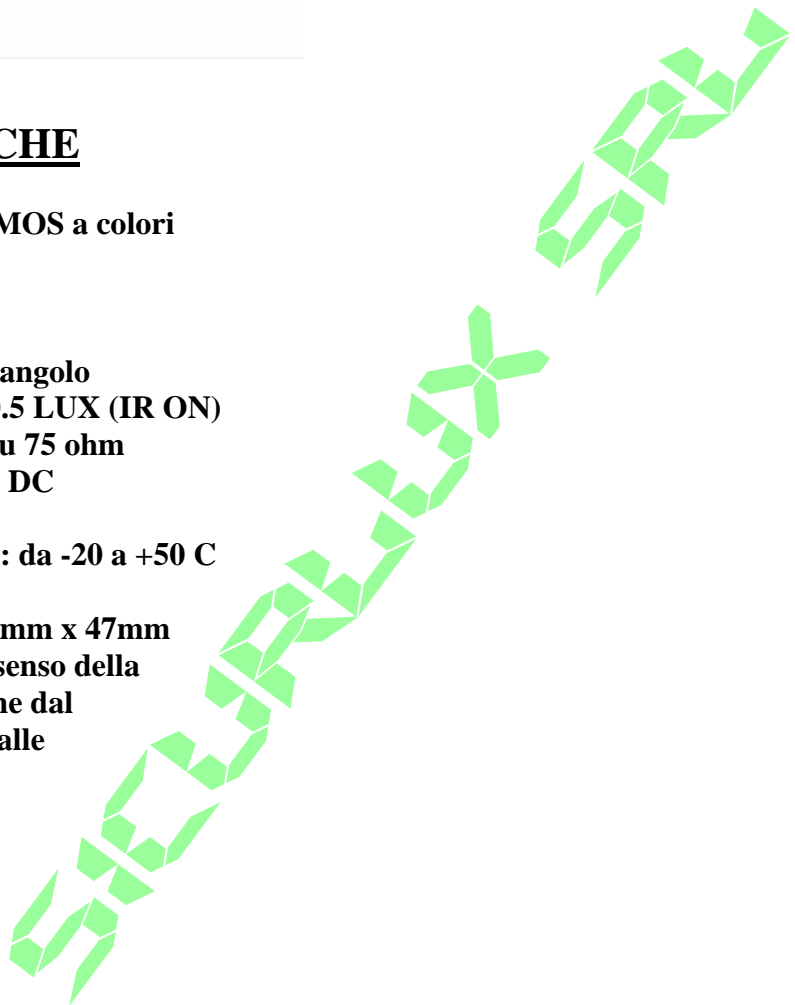 CHE
MOS a colori
angolo
.5 LUX (IR ON)
u 75 ohm
DC
: da -20 a +50 C
mm x 47mm
senso della
ne dal
alle
SECURLUX SRL